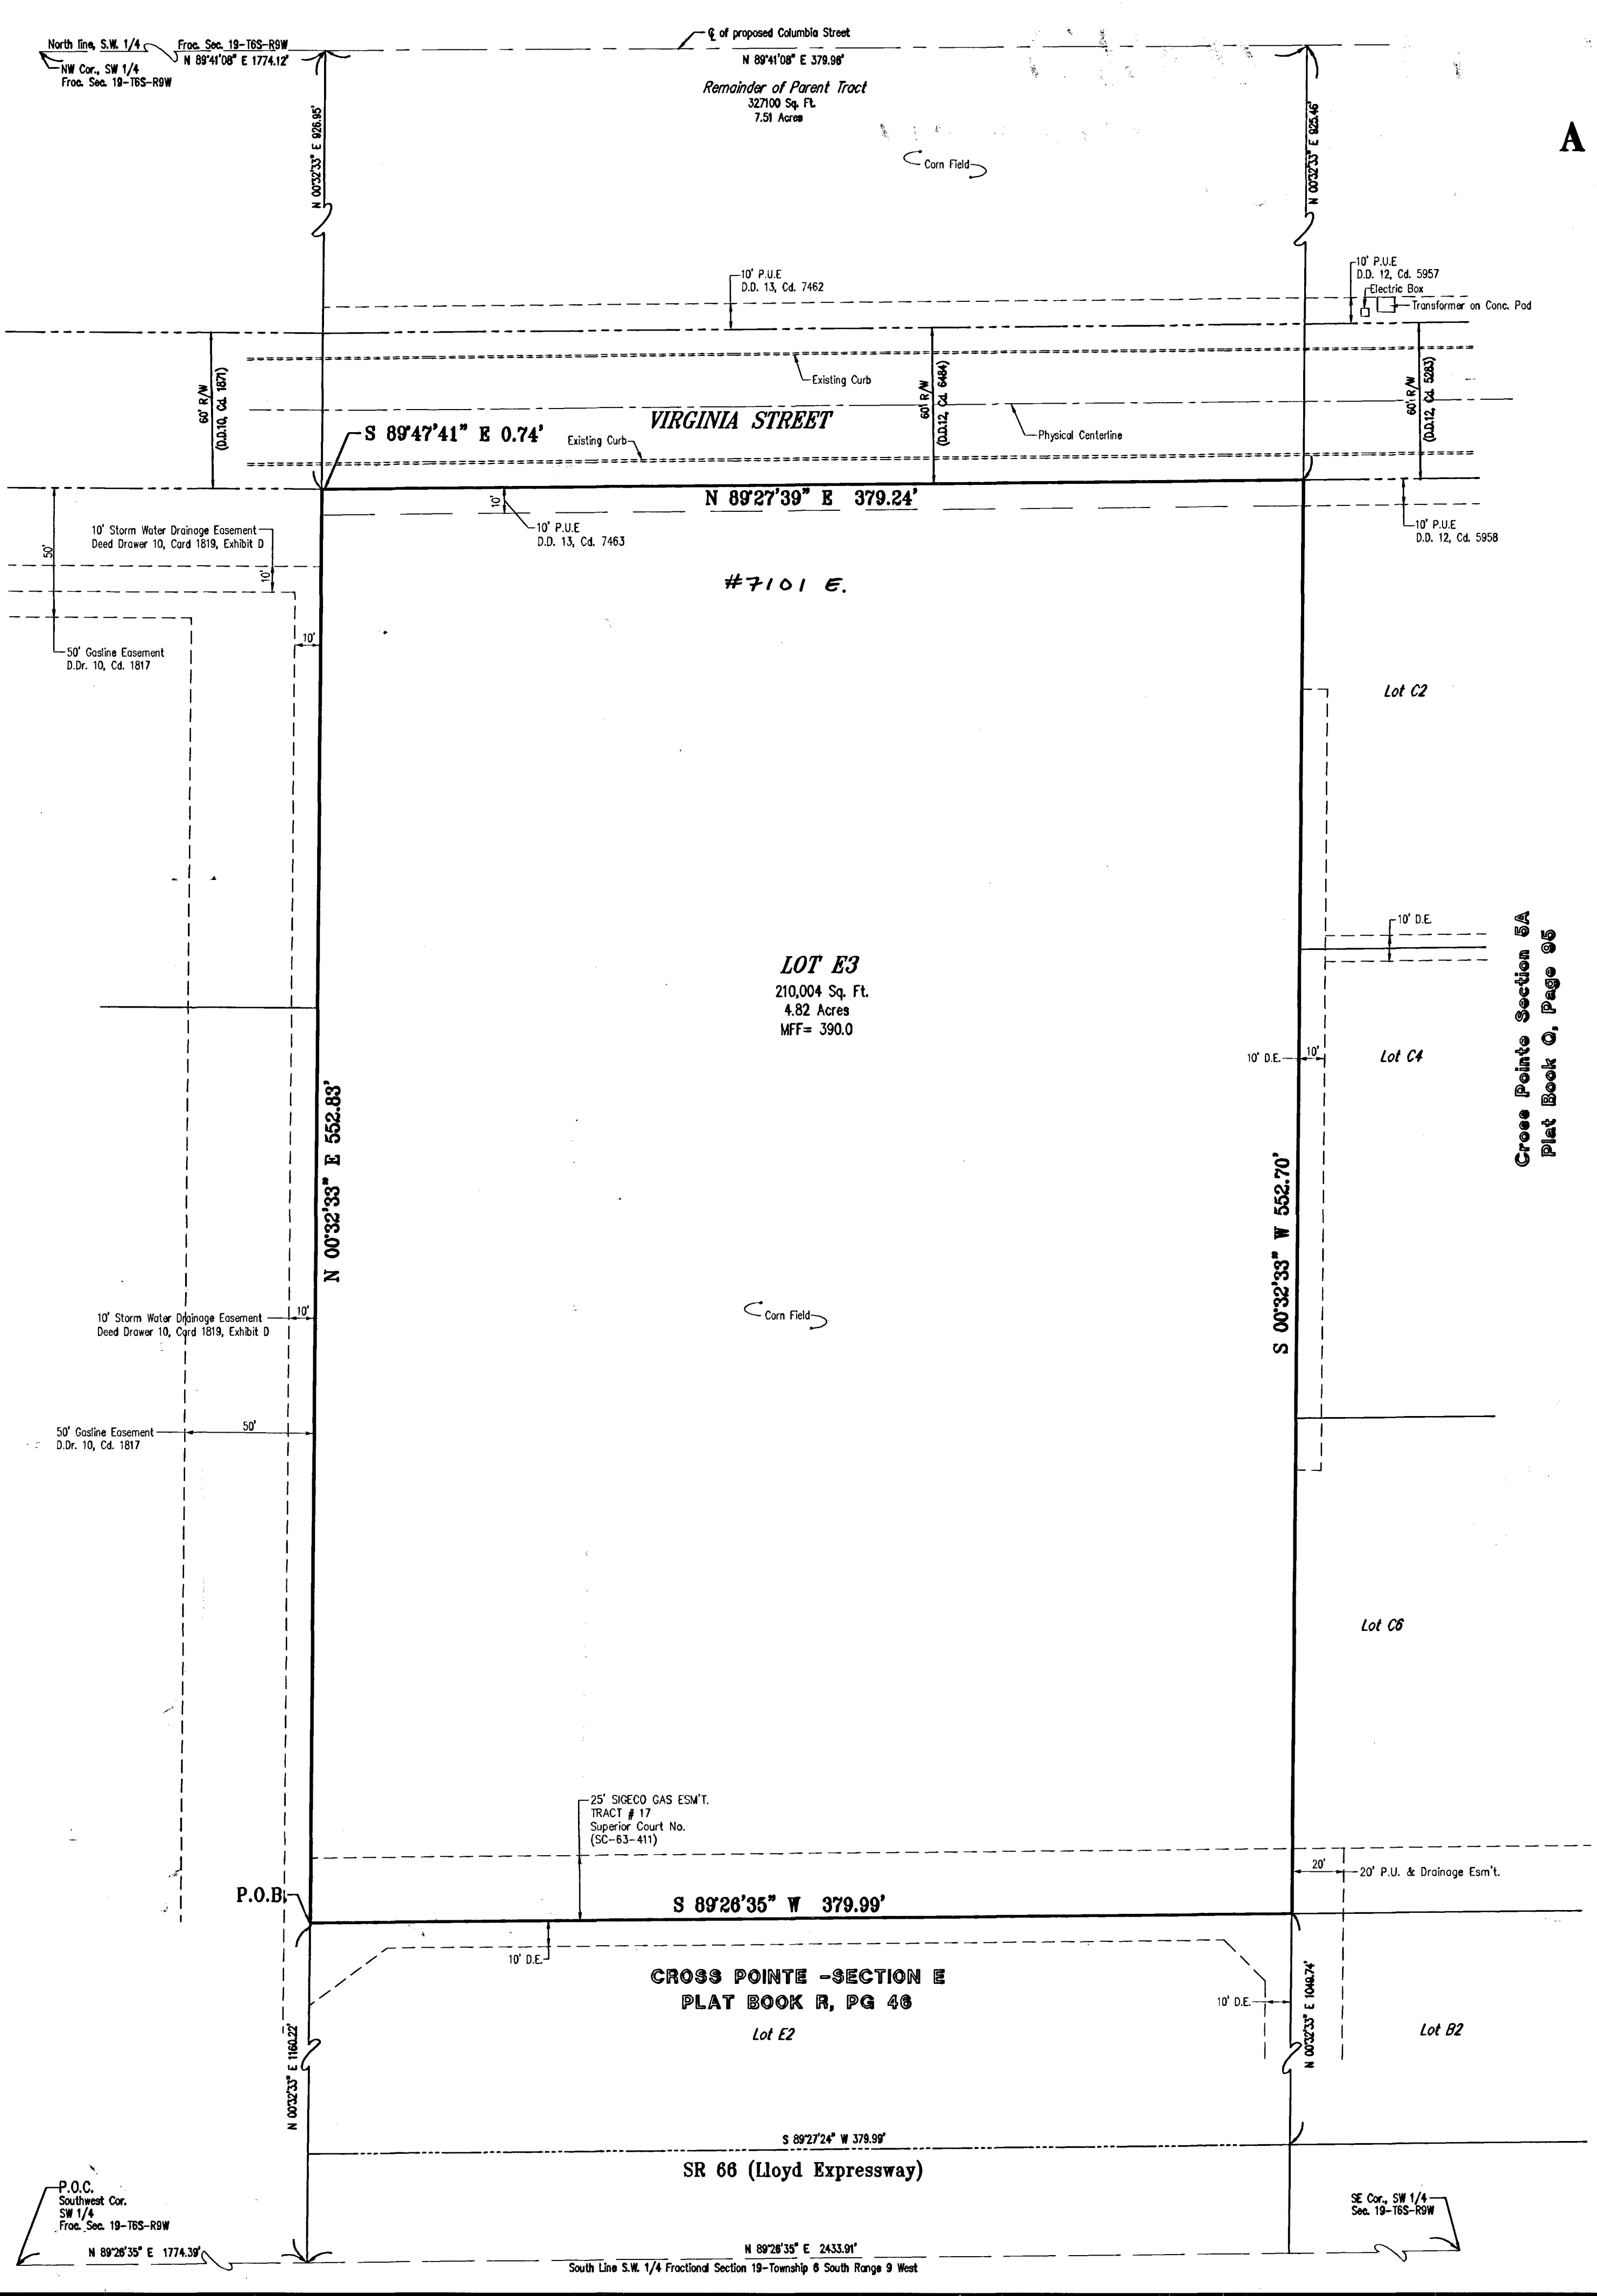 North line, S.W. 1/4
Frac. Sec. 19-T6S-R9W
N 89°41'08" E 1774.12'
NW Cor., SW 1/4
Frac. Sec. 19-T6S-R9W
℄ of proposed Columbia Street
N 89°41'08" E 379.96'
Remainder of Parent Tract
327100 Sq. Ft.
7.51 Acres
N 00°32'33" E 926.95'
N 00°32'33" E 925.46'
A
Corn Field
10' P.U.E
D.D. 13, Cd. 7462
10' P.U.E
D.D. 12, Cd. 5957
Electric Box
Transformer on Conc. Pad
60' R/W
(D.D.10, Cd. 1871)
Existing Curb
60' R/W
(D.D.12, Cd. 6484)
60' R/W
(D.D.12, Cd. 5283)
VIRGINIA STREET
S 89°47'41" E 0.74'
Existing Curb
Physical Centerline
N 89°27'39" E 379.24'
10'
10' P.U.E
D.D. 13, Cd. 7463
10' P.U.E
D.D. 12, Cd. 5958
10' Storm Water Drainage Easement
Deed Drawer 10, Card 1819, Exhibit D
50'
10'
#7101 E.
10'
50' Gasline Easement
D.Dr. 10, Cd. 1817
Lot C2
10' D.E.
Cross Pointe Section 5A
Plat Book O, Page 95
LOT E3
210,004 Sq. Ft.
4.82 Acres
MFF= 390.0
10' D.E.
10'
Lot C4
N 00°32'33" E 552.83'
S 00°32'33" W 552.70'
10' Storm Water Drainage Easement
Deed Drawer 10, Card 1819, Exhibit D
10'
Corn Field
50' Gasline Easement
D.Dr. 10, Cd. 1817
50'
Lot C6
25' SIGECO GAS ESM'T.
TRACT # 17
Superior Court No.
(SC-63-411)
20'
20' P.U. & Drainage Esm't.
P.O.B.
S 89°26'35" W 379.99'
10' D.E.
CROSS POINTE -SECTION E
PLAT BOOK R, PG 46
Lot E2
10' D.E.
N 00°32'33" E 1049.74'
Lot B2
N 00°32'33" E 1160.22'
S 89°27'24" W 379.99'
SR 66 (Lloyd Expressway)
P.O.C.
Southwest Cor.
SW 1/4
Frac. Sec. 19-T6S-R9W
N 89°26'35" E 1774.39'
SE Cor., SW 1/4
Sec. 19-T6S-R9W
N 89°26'35" E 2433.91'
South Line S.W. 1/4 Fractional Section 19-Township 6 South Range 9 West